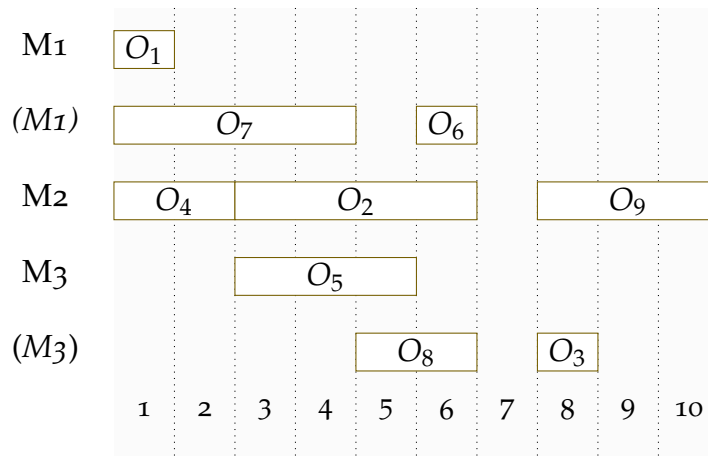 M1 O₁
(M1) O₇ O₆
M2 O₄ O₂ O₉
M3 O₅
(M3) O₈ O₃
1 2 3 4 5 6 7 8 9 10